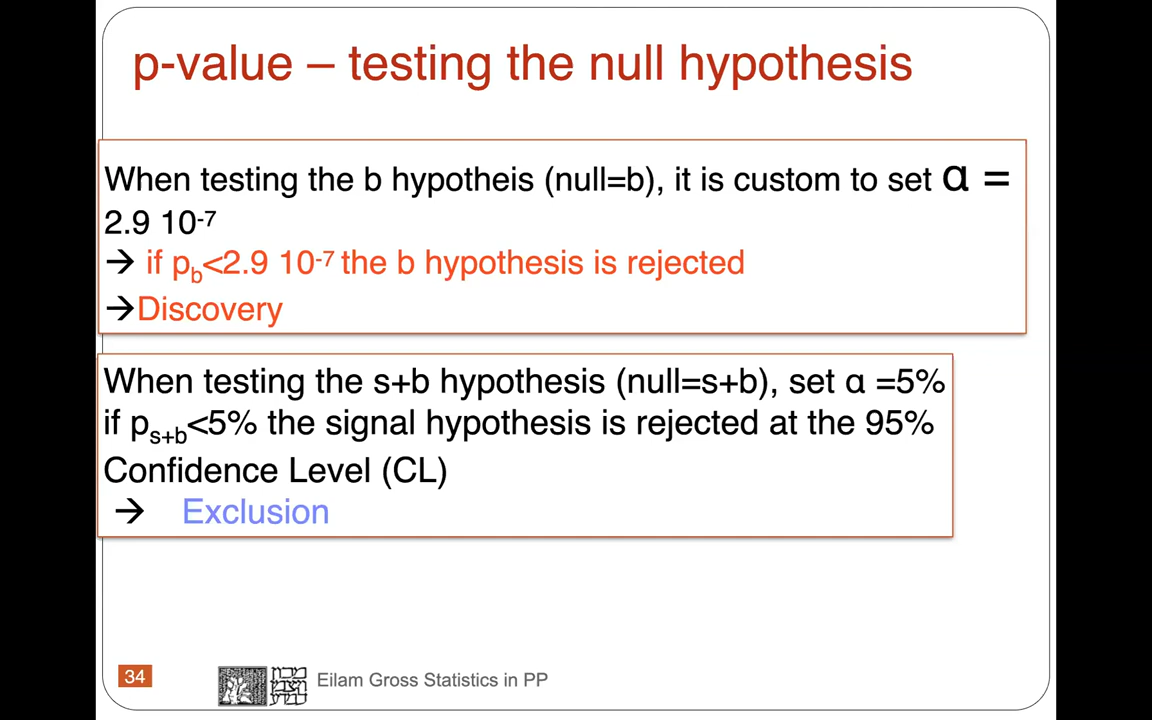 p-value – testing the null hypothesis
When testing the b hypotheis (null=b), it is custom to set α =
2.9 10-7
→ if pb<2.9 10-7 the b hypothesis is rejected
→Discovery
When testing the s+b hypothesis (null=s+b), set α =5%
if ps+b<5% the signal hypothesis is rejected at the 95%
Confidence Level (CL)
→ Exclusion
34
Eilam Gross Statistics in PP